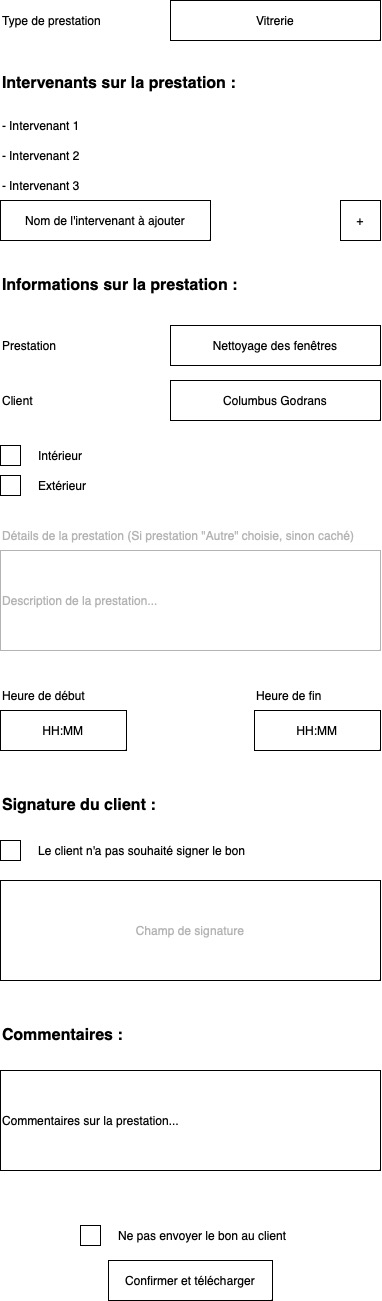 Type de prestation
Vitrerie
Intervenants sur la prestation :
- Intervenant 1
- Intervenant 2
- Intervenant 3
Nom de l'intervenant à ajouter
+
Informations sur la prestation :
Prestation
Nettoyage des fenêtres
Client
Columbus Godrans
Intérieur
Extérieur
Détails de la prestation (Si prestation "Autre" choisie, sinon caché)
Description de la prestation...
Heure de début
Heure de fin
HH:MM
HH:MM
Signature du client :
Le client n'a pas souhaité signer le bon
Champ de signature
Commentaires :
Commentaires sur la prestation...
Ne pas envoyer le bon au client
Confirmer et télécharger